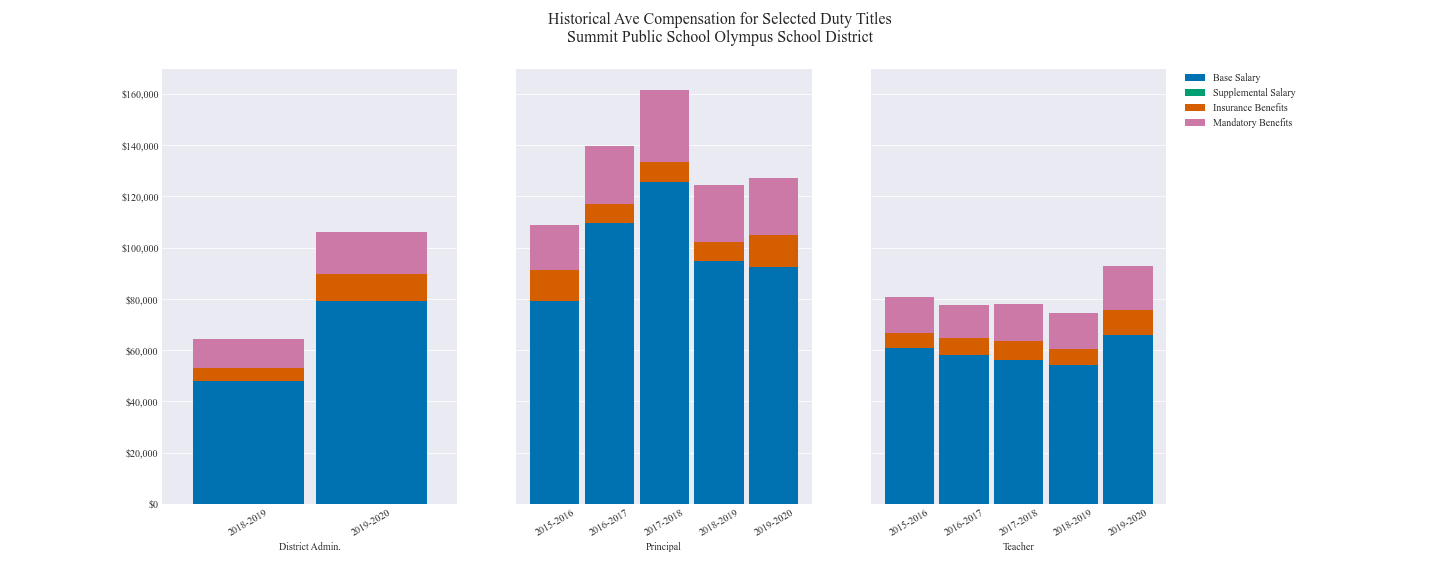 Historical Ave Compensation for Selected Duty Titles
Summit Public School Olympus School District
$160,000
$140,000
$120,000
$100,000
$80,000
$60,000
$40,000
$20,000
$0
2018-2019
2019-2020
District Admin.
2015-2016
2016-2017
2017-2018
2018-2019
2019-2020
Principal
2015-2016
2016-2017
2017-2018
2018-2019
2019-2020
Teacher
Base Salary
Supplemental Salary
Insurance Benefits
Mandatory Benefits